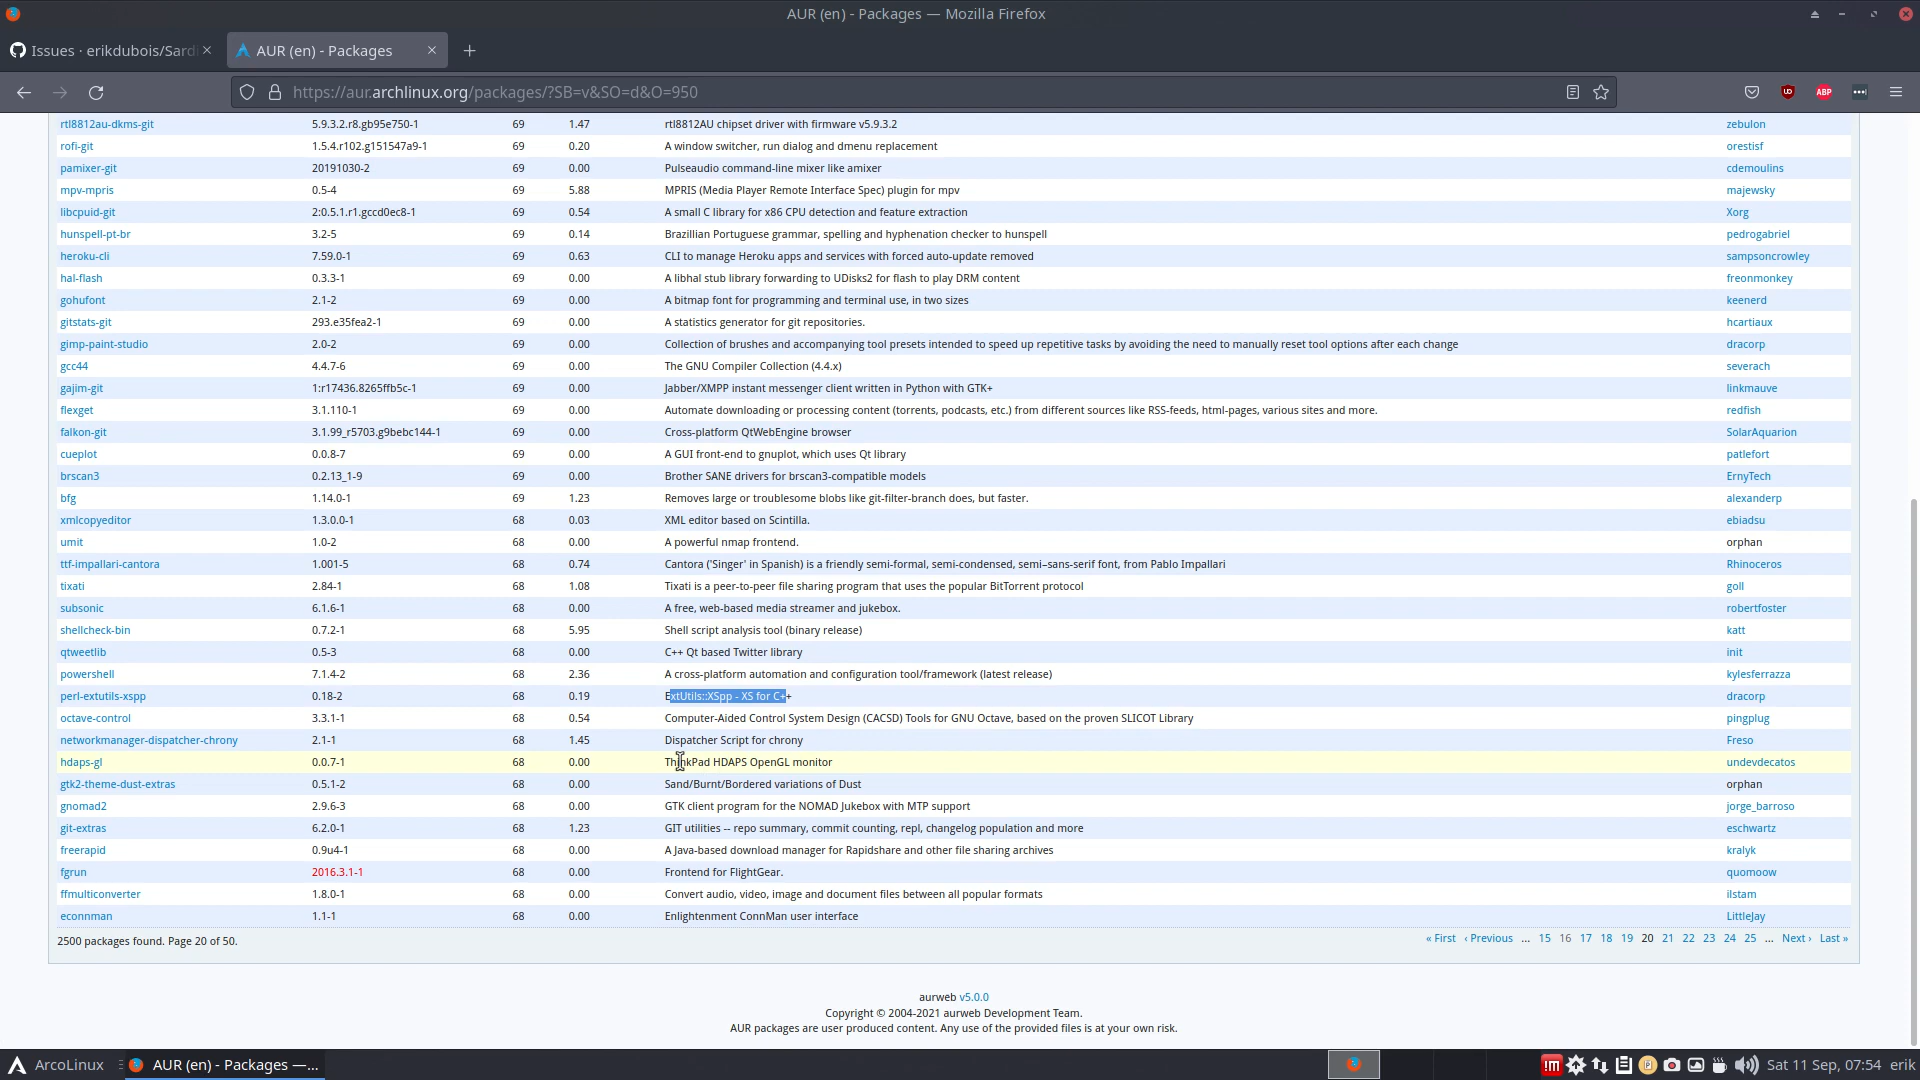 AUR (en) - Packages — Mozilla Firefox
Issues · erikdubois/Sard
AUR (en) - Packages
https://aur.archlinux.org/packages/?SB=v&SO=d&O=950
rtl8812au-dkms-git 5.9.3.2.r8.gb95e750-1 69 1.47 rtl8812AU chipset driver with firmware v5.9.3.2 zebulon
rofi-git 1.5.4.r102.g151547a9-1 69 0.20 A window switcher, run dialog and dmenu replacement orestisf
pamixer-git 20191030-2 69 0.00 Pulseaudio command-line mixer like amixer cdemoulins
mpv-mpris 0.5-4 69 5.88 MPRIS (Media Player Remote Interface Spec) plugin for mpv majewsky
libcpuid-git 2:0.5.1.r1.gccd0ec8-1 69 0.54 A small C library for x86 CPU detection and feature extraction Xorg
hunspell-pt-br 3.2-5 69 0.14 Brazillian Portuguese grammar, spelling and hyphenation checker to hunspell pedrogabriel
heroku-cli 7.59.0-1 69 0.63 CLI to manage Heroku apps and services with forced auto-update removed sampsoncrowley
hal-flash 0.3.3-1 69 0.00 A libhal stub library forwarding to UDisks2 for flash to play DRM content freonmonkey
gohufont 2.1-2 69 0.00 A bitmap font for programming and terminal use, in two sizes keenerd
gitstats-git 293.e35fea2-1 69 0.00 A statistics generator for git repositories. hcartiaux
gimp-paint-studio 2.0-2 69 0.00 Collection of brushes and accompanying tool presets intended to speed up repetitive tasks by avoiding the need to manually reset tool options after each change dracorp
gcc44 4.4.7-6 69 0.00 The GNU Compiler Collection (4.4.x) severach
gajim-git 1:r17436.8265ffb5c-1 69 0.00 Jabber/XMPP instant messenger client written in Python with GTK+ linkmauve
flexget 3.1.110-1 69 0.00 Automate downloading or processing content (torrents, podcasts, etc.) from different sources like RSS-feeds, html-pages, various sites and more. redfish
falkon-git 3.1.99_r5703.g9bebc144-1 69 0.00 Cross-platform QtWebEngine browser SolarAquarion
cueplot 0.0.8-7 69 0.00 A GUI front-end to gnuplot, which uses Qt library patlefort
brscan3 0.2.13_1-9 69 0.00 Brother SANE drivers for brscan3-compatible models ErnyTech
bfg 1.14.0-1 69 1.23 Removes large or troublesome blobs like git-filter-branch does, but faster. alexanderp
xmlcopyeditor 1.3.0.0-1 68 0.03 XML editor based on Scintilla. ebiadsu
umit 1.0-2 68 0.00 A powerful nmap frontend. orphan
ttf-impallari-cantora 1.001-5 68 0.74 Cantora ('Singer' in Spanish) is a friendly semi-formal, semi-condensed, semi–sans-serif font, from Pablo Impallari Rhinoceros
tixati 2.84-1 68 1.08 Tixati is a peer-to-peer file sharing program that uses the popular BitTorrent protocol goll
subsonic 6.1.6-1 68 0.00 A free, web-based media streamer and jukebox. robertfoster
shellcheck-bin 0.7.2-1 68 5.95 Shell script analysis tool (binary release) katt
qtweetlib 0.5-3 68 0.00 C++ Qt based Twitter library init
powershell 7.1.4-2 68 2.36 A cross-platform automation and configuration tool/framework (latest release) kylesferrazza
perl-extutils-xspp 0.18-2 68 0.19 ExtUtils::XSpp - XS for C++ dracorp
octave-control 3.3.1-1 68 0.54 Computer-Aided Control System Design (CACSD) Tools for GNU Octave, based on the proven SLICOT Library pingplug
networkmanager-dispatcher-chrony 2.1-1 68 1.45 Dispatcher Script for chrony Freso
hdaps-gl 0.0.7-1 68 0.00 ThinkPad HDAPS OpenGL monitor undevdecatos
gtk2-theme-dust-extras 0.5.1-2 68 0.00 Sand/Burnt/Bordered variations of Dust orphan
gnomad2 2.9.6-3 68 0.00 GTK client program for the NOMAD Jukebox with MTP support jorge_barroso
git-extras 6.2.0-1 68 1.23 GIT utilities -- repo summary, commit counting, repl, changelog population and more eschwartz
freerapid 0.9u4-1 68 0.00 A Java-based download manager for Rapidshare and other file sharing archives kralyk
fgrun 2016.3.1-1 68 0.00 Frontend for FlightGear. quomoow
ffmulticonverter 1.8.0-1 68 0.00 Convert audio, video, image and document files between all popular formats ilstam
econnman 1.1-1 68 0.00 Enlightenment ConnMan user interface LittleJay
2500 packages found. Page 20 of 50. « First ‹ Previous ... 15 16 17 18 19 20 21 22 23 24 25 ... Next › Last »
aurweb v5.0.0
Copyright © 2004-2021 aurweb Development Team.
AUR packages are user produced content. Any use of the provided files is at your own risk.
ArcoLinux AUR (en) - Packages —... Sat 11 Sep, 07:54 erik